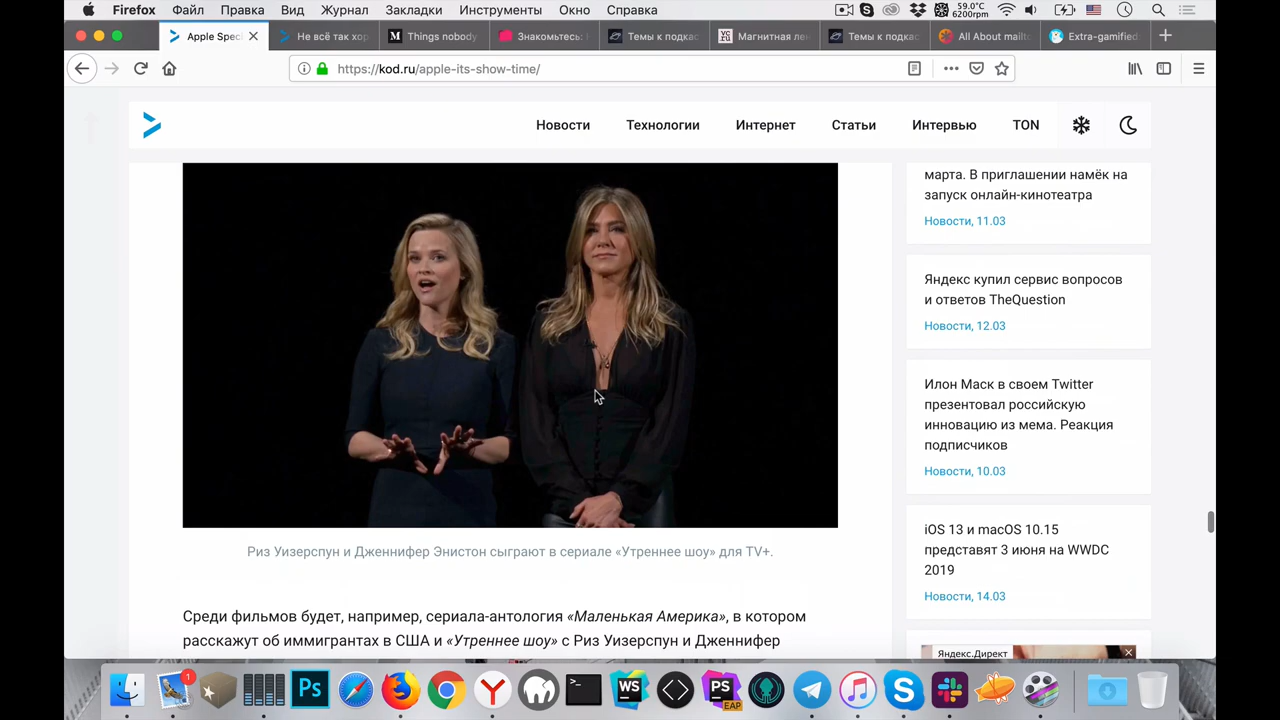 Firefox Файл Правка Вид Журнал Закладки Инструменты Окно Справка 59.0°C 6200rpm
Apple Spec Не всё так хор Things nobody Знакомьтесь: Темы к подкас Магнитная лен Темы к подкас All About mailto Extra-gamified
https://kod.ru/apple-its-show-time/
Новости Технологии Интернет Статьи Интервью TON
марта. В приглашении намёк на
запуск онлайн-кинотеатра
Новости, 11.03
Яндекс купил сервис вопросов
и ответов TheQuestion
Новости, 12.03
Илон Маск в своем Twitter
презентовал российскую
инновацию из мема. Реакция
подписчиков
Новости, 10.03
iOS 13 и macOS 10.15
представят 3 июня на WWDC
2019
Новости, 14.03
Яндекс.Директ
Риз Уизерспун и Дженнифер Энистон сыграют в сериале «Утреннее шоу» для TV+.
Среди фильмов будет, например, сериала-антология «Маленькая Америка», в котором
расскажут об иммигрантах в США и «Утреннее шоу» с Риз Уизерспун и Дженнифер
1
Ps
WS
PS
EAP